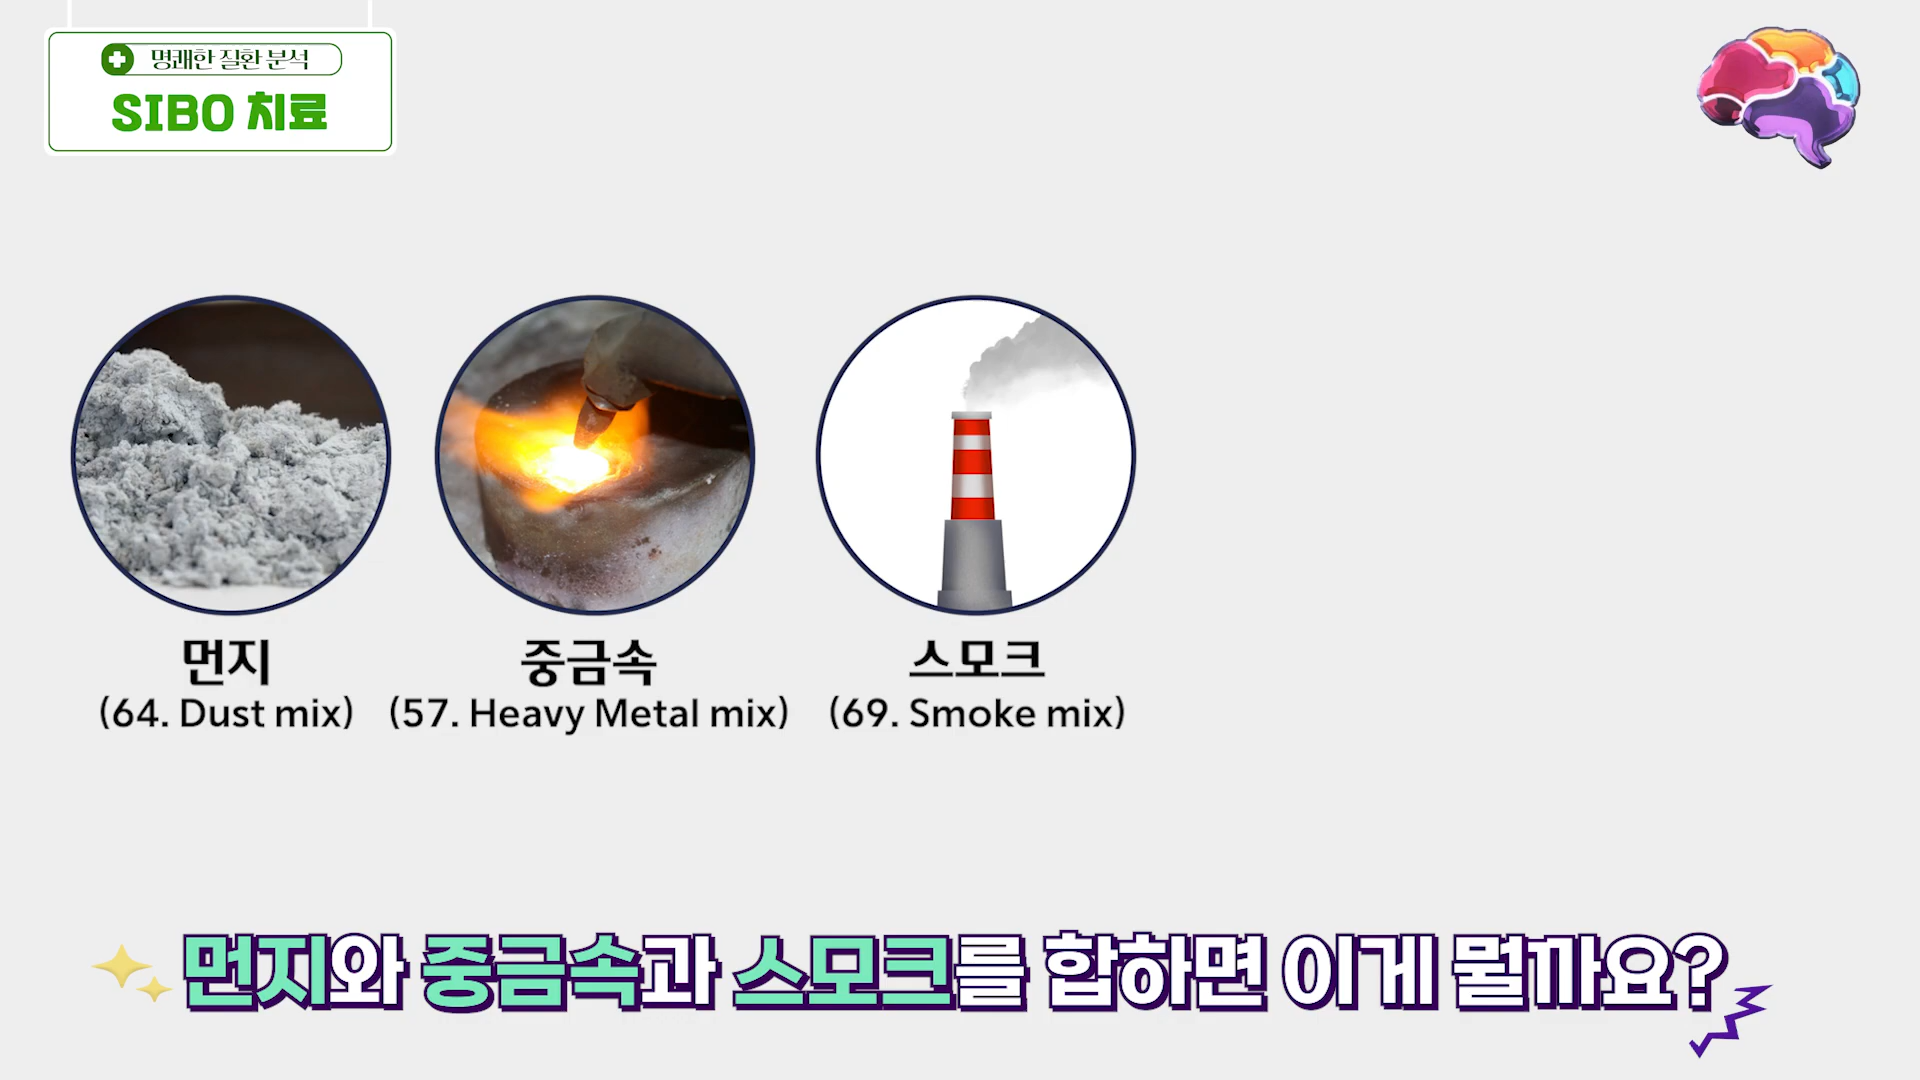 명쾌한 질환 분석
SIBO 치료
먼지
(64. Dust mix)
중금속
(57. Heavy Metal mix)
스모크
(69. Smoke mix)
먼지와 중금속과 스모크를 합하면 이게 뭘까요?